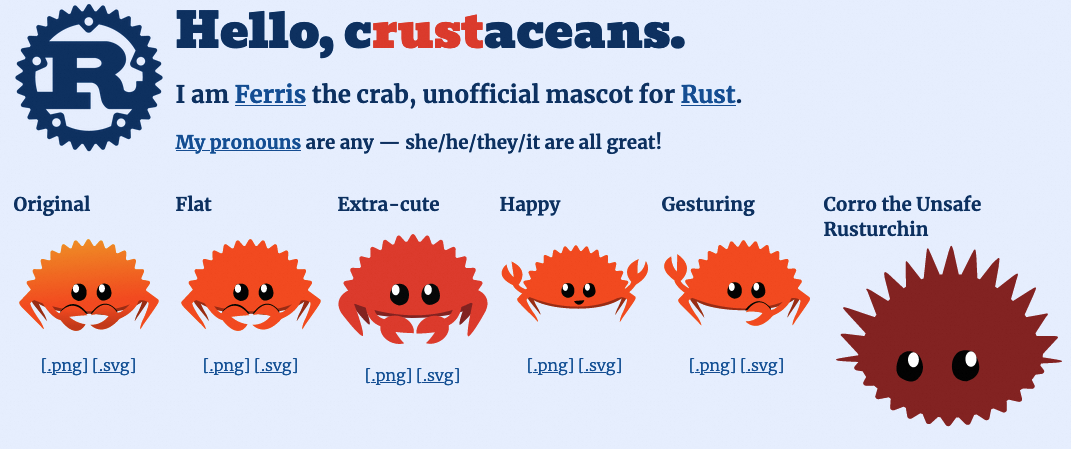 R
Hello, crustaceans.
I am Ferris the crab, unofficial mascot for Rust.
My pronouns are any — she/he/they/it are all great!
Original
Flat
Extra-cute
Happy
Gesturing
Corro the Unsafe
Rusturchin
[.png] [.svg]
[.png] [.svg]
[.png] [.svg]
[.png] [.svg]
[.png] [.svg]